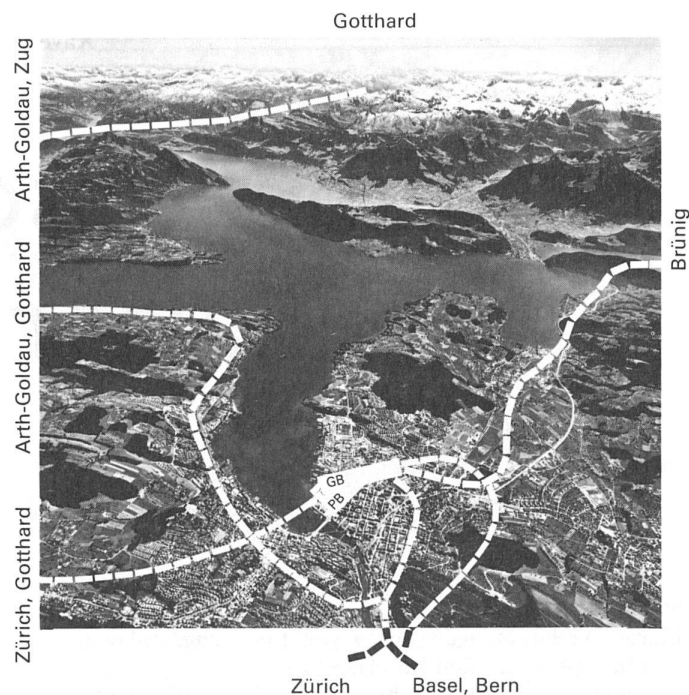 Gotthard
Arth-Goldau, Zug
Arth-Goldau, Gotthard
Zürich, Gotthard
Brünig
GB
PB
Zürich
Basel, Bern